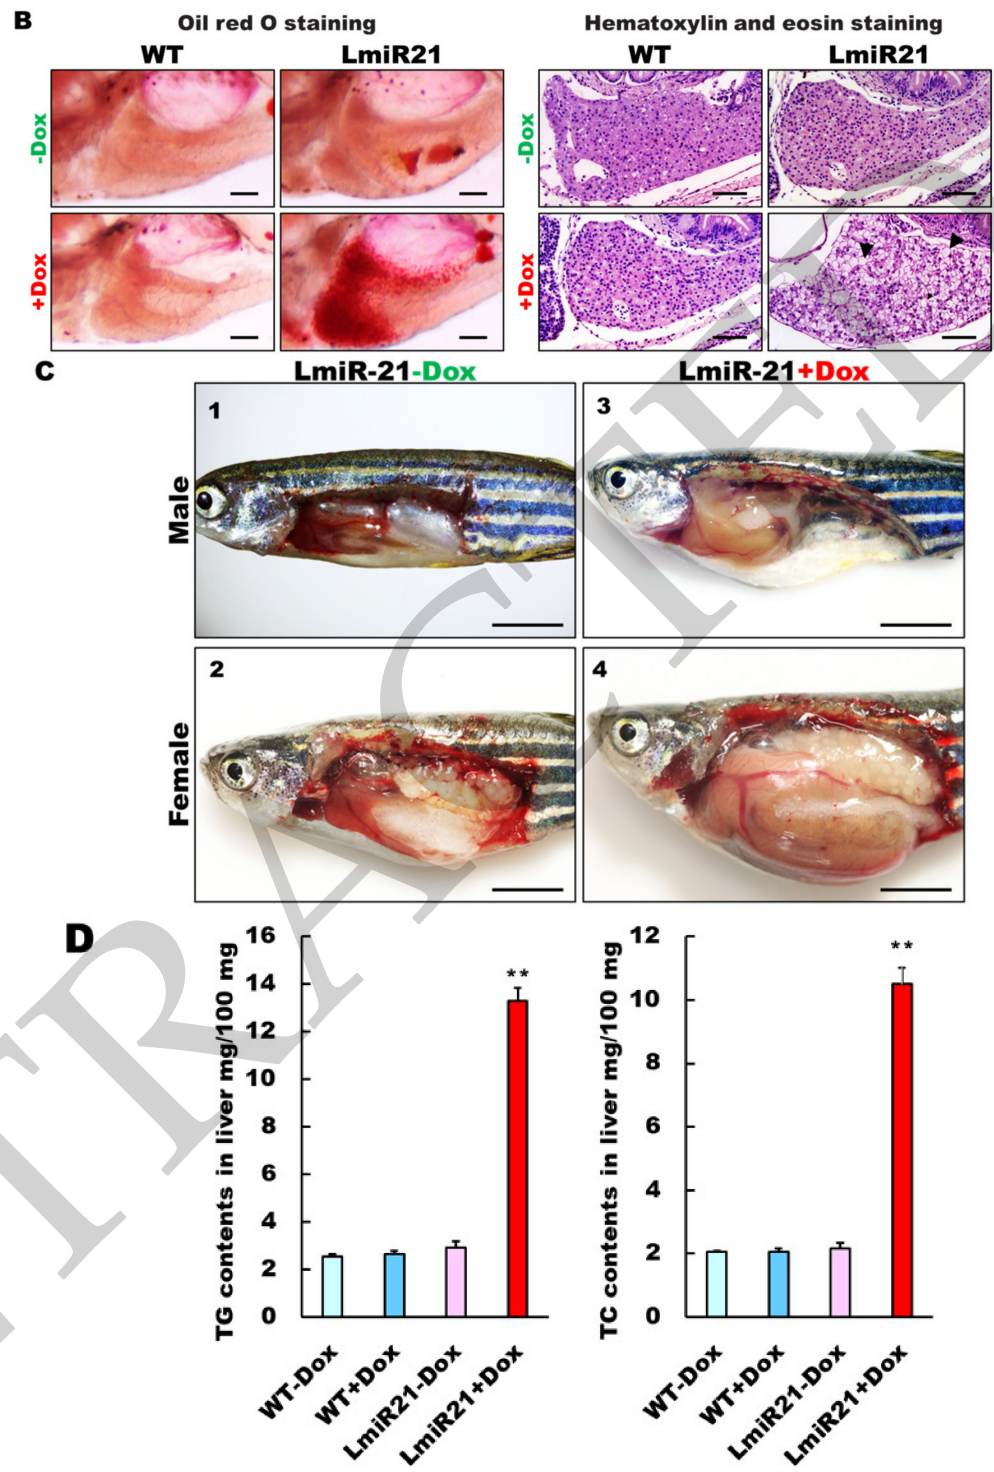 B
Oil red O staining
Hematoxylin and eosin staining
WT
LmiR21
WT
LmiR21
-Dox
-Dox
+Dox
+Dox
C
LmiR-21-Dox
LmiR-21+Dox
Male
1
3
Female
2
4
D
TG contents in liver mg/100 mg
16
14
12
10
8
6
4
2
0
**
WT-Dox
WT+Dox
LmiR21-Dox
LmiR21+Dox
TC contents in liver mg/100 mg
12
10
8
6
4
2
0
**
WT-Dox
WT+Dox
LmiR21-Dox
LmiR21+Dox
TRACTED